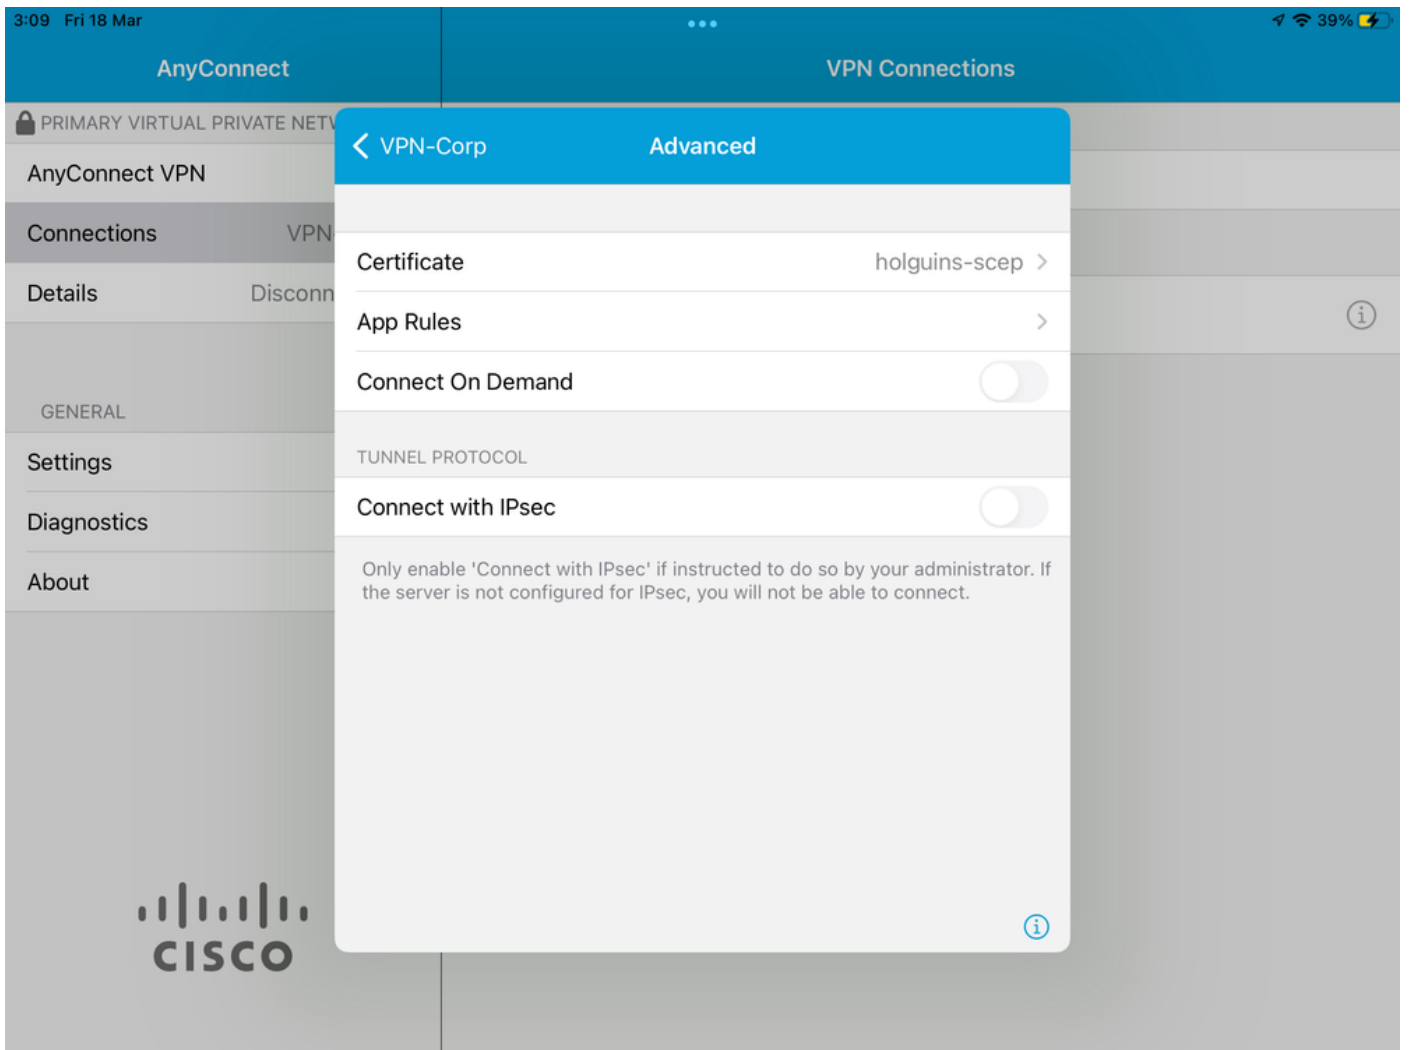 3:09 Fri 18 Mar
39%
AnyConnect
VPN Connections
PRIMARY VIRTUAL PRIVATE
AnyConnect VPN
Connections
VPN
Details
GENERAL
Settings
Diagnostics
About
CISCO
VPN-Corp
Advanced
Certificate
holguins-scep
App Rules
Connect On Demand
TUNNEL PROTOCOL
Connect with IPsec
Only enable 'Connect with IPsec' if instructed to do so by your administrator. If
the server is not configured for IPsec, you will not be able to connect.